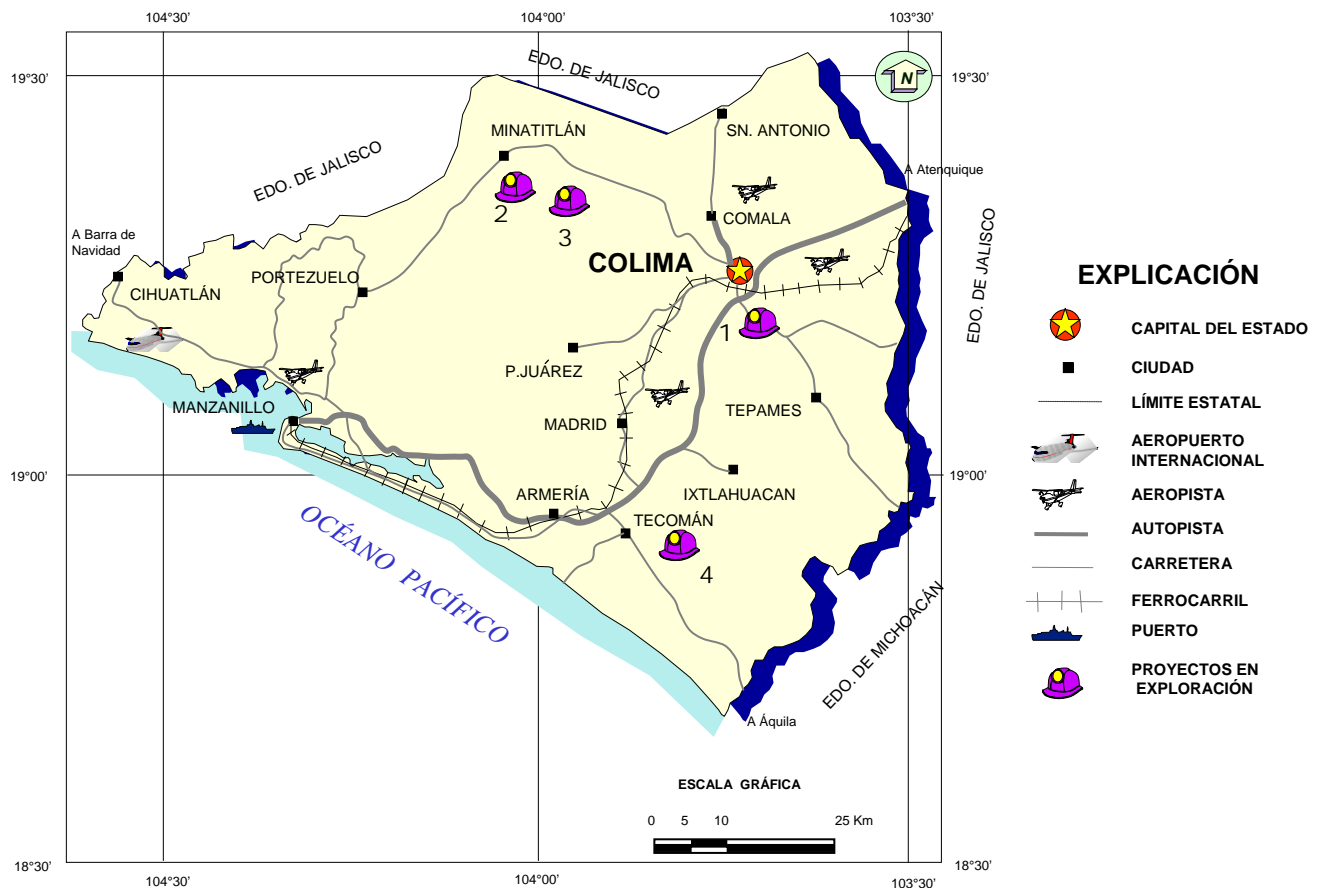 104°30'
104°00'
103°30'
19°30'
19°30'
EDO. DE JALISCO
N
MINATITLÁN
SN. ANTONIO
EDO. DE JALISCO
A Atenquique
2
3
COMALA
A Barra de
Navidad
COLIMA
EDO. DE JALISCO
PORTEZUELO
CIHUATLÁN
1
P.JUÁREZ
MANZANILLO
MADRID
TEPAMES
19°00'
19°00'
ARMERÍA
IXTLAHUACAN
TECOMÁN
OCÉANO PACÍFICO
4
EDO. DE MICHOACÁN
A Áquila
ESCALA GRÁFICA
0 5 10 25 Km
18°30'
18°30'
104°30'
104°00'
103°30'
EXPLICACIÓN
CAPITAL DEL ESTADO
CIUDAD
LÍMITE ESTATAL
AEROPUERTO
INTERNACIONAL
AEROPISTA
AUTOPISTA
CARRETERA
FERROCARRIL
PUERTO
PROYECTOS EN
EXPLORACIÓN